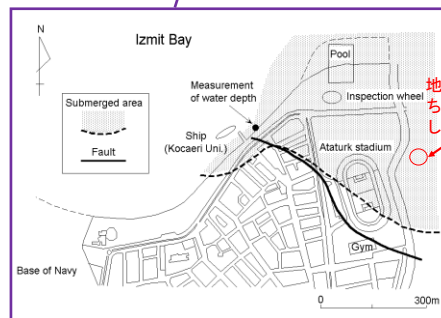 N
Izmit Bay
Pool
Measurement
of water depth
Inspection wheel
Submerged area
Fault
Ship
(Kocaeri Uni.)
Ataturk stadium
Gym
Base of Navy
0 300m
地ち
し